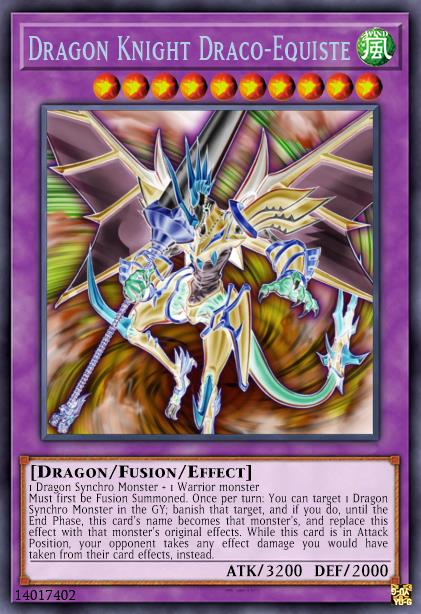 Dragon Knight Draco-Equiste
WIND
風
[Dragon/Fusion/Effect]
1 Dragon Synchro Monster + 1 Warrior monster
Must first be Fusion Summoned. Once per turn: You can target 1 Dragon
Synchro Monster in the GY; banish that target, and if you do, until the
End Phase, this card's name becomes that monster's, and replace this
effect with that monster's original effects. While this card is in Attack
Position, your opponent takes any effect damage you would have
taken from their card effects, instead.
ATK/3200 DEF/2000
14017402